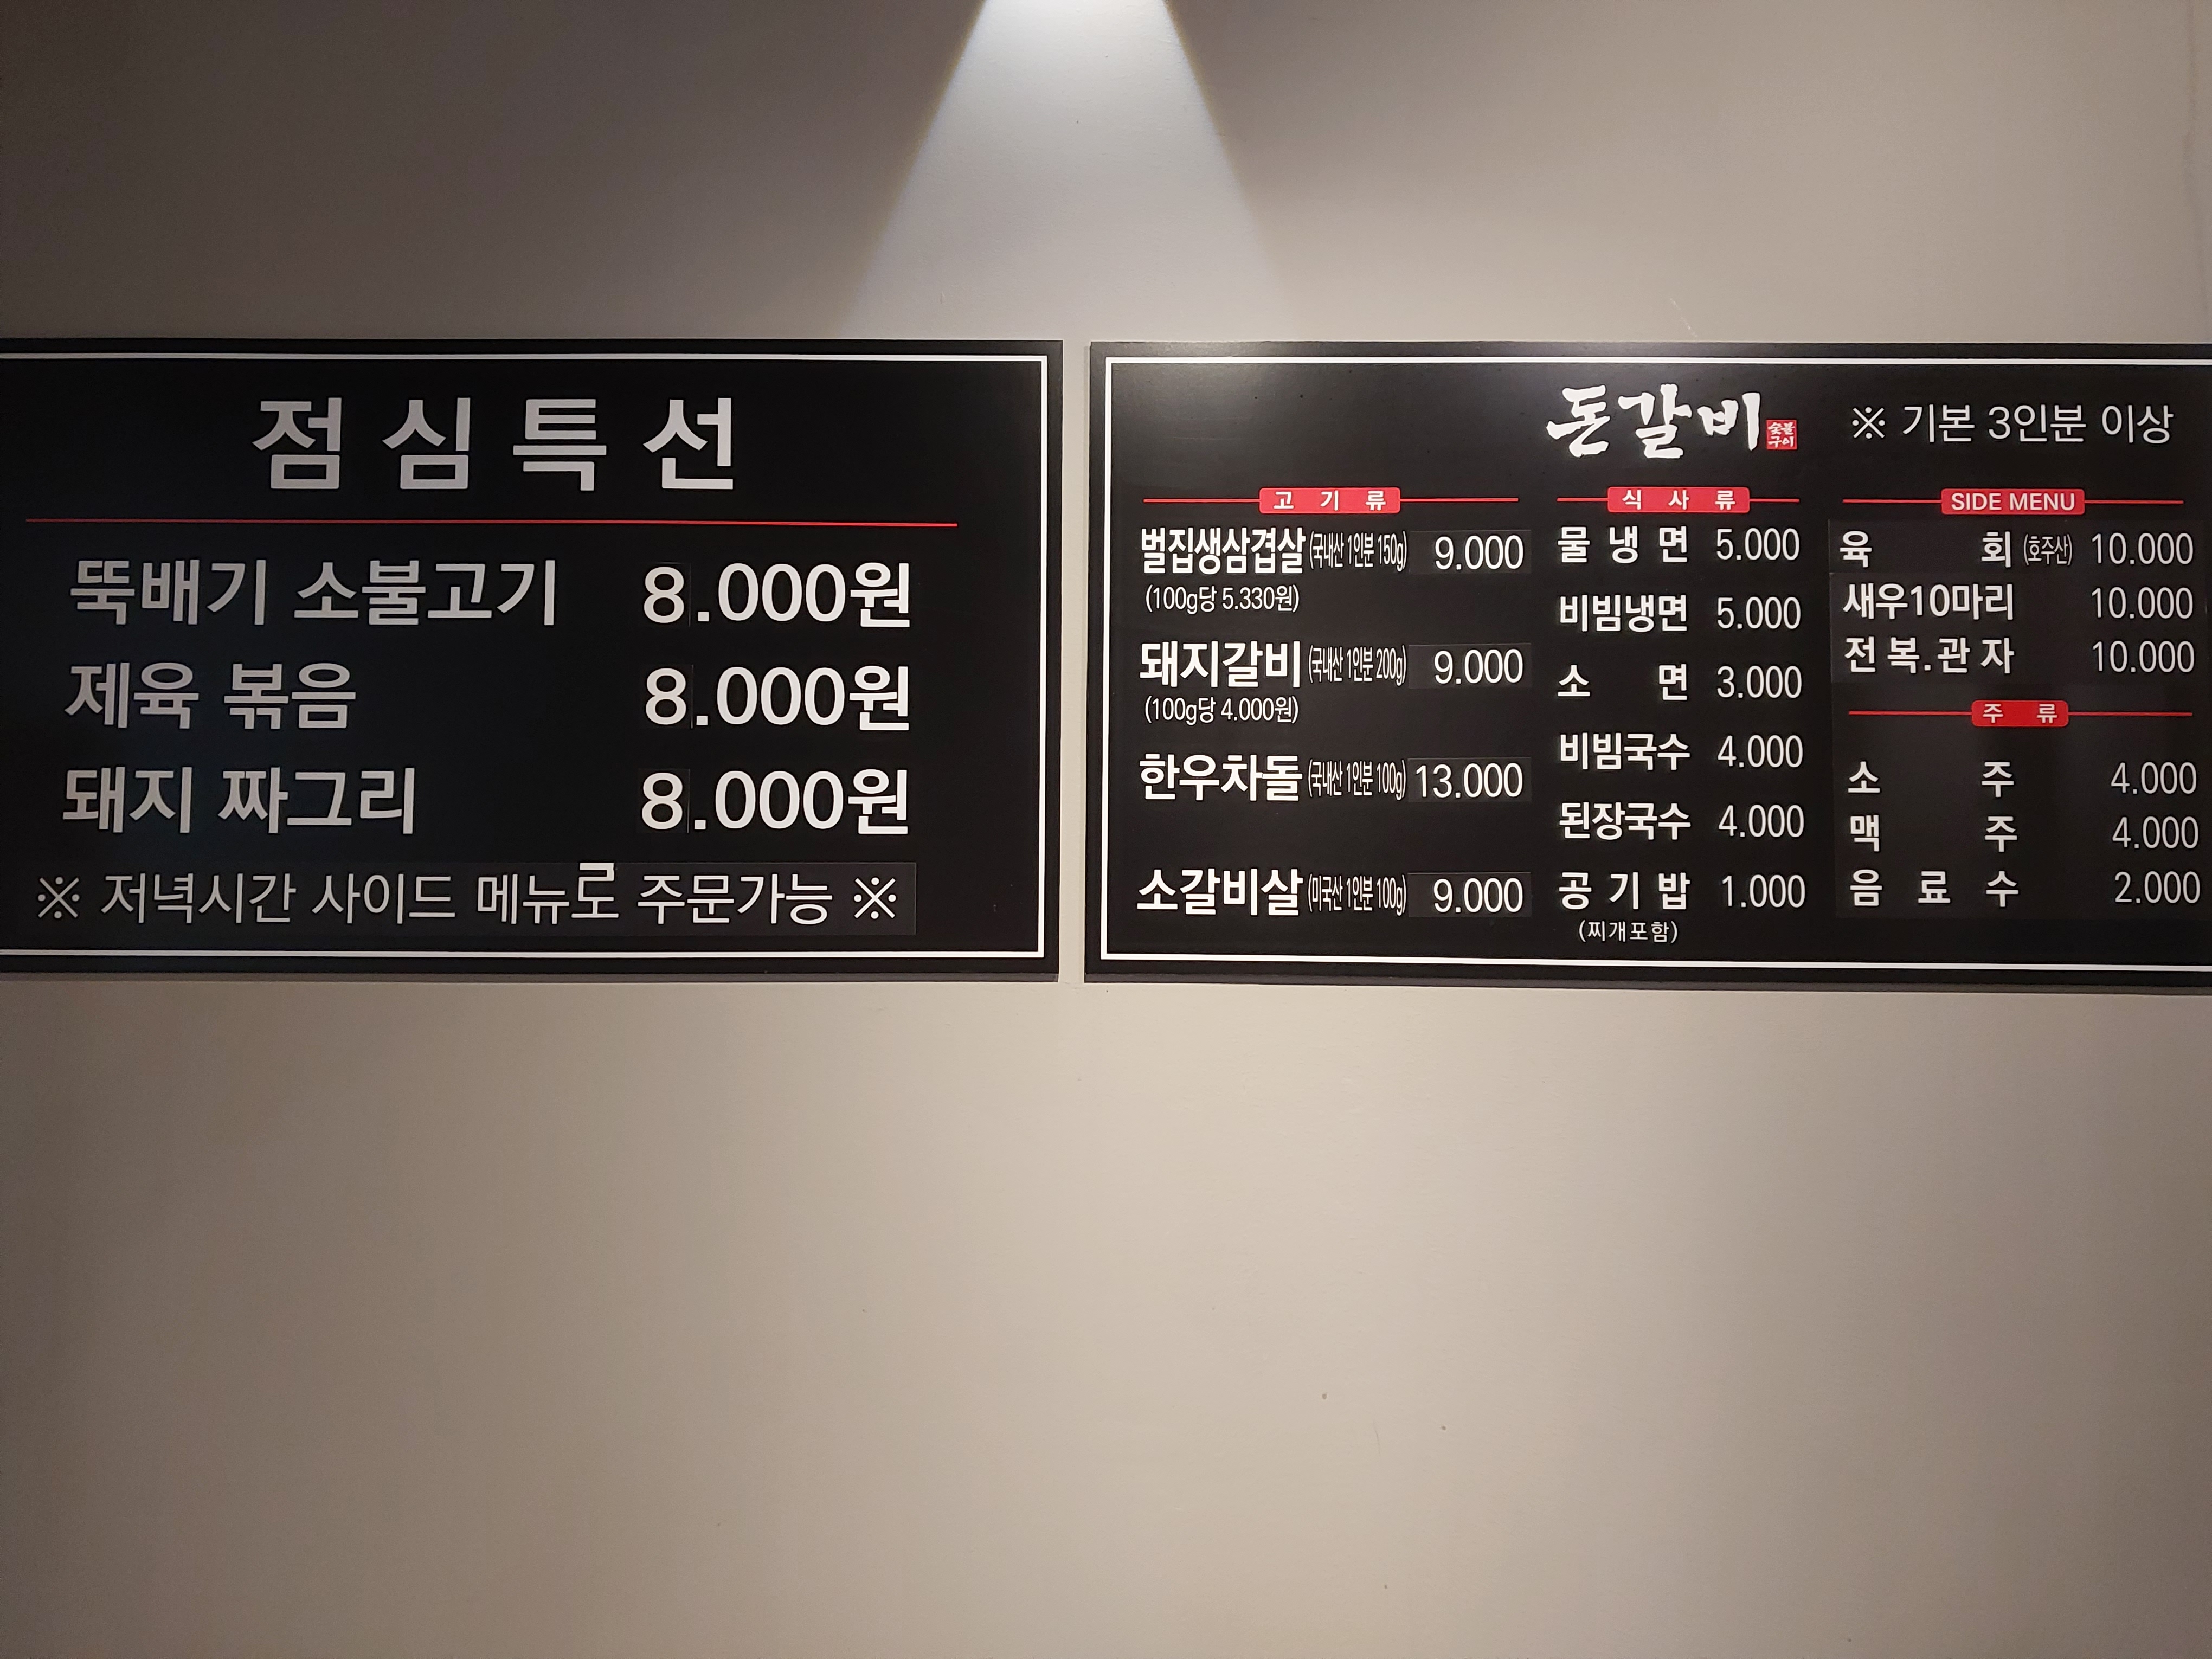 점심특선
뚝배기 소불고기 8.000원
제육 볶음 8.000원
돼지 짜그리 8.000원
※ 저녁시간 사이드 메뉴로 주문가능 ※
돈갈비 숯불구이 ※ 기본 3인분 이상
고기류
벌집생삼겹살 (국내산 1인분 150g) 9.000
(100g당 5.330원)
돼지갈비 (국내산 1인분 200g) 9.000
(100g당 4.000원)
한우차돌 (국내산 1인분 100g) 13.000
소갈비살 (미국산 1인분 100g) 9.000
식사류
물냉면 5.000
비빔냉면 5.000
소면 3.000
비빔국수 4.000
된장국수 4.000
공기밥 1.000
(찌개포함)
SIDE MENU
육회 (호주산) 10.000
새우10마리 10.000
전복.관자 10.000
주류
소주 4.000
맥주 4.000
음료수 2.000